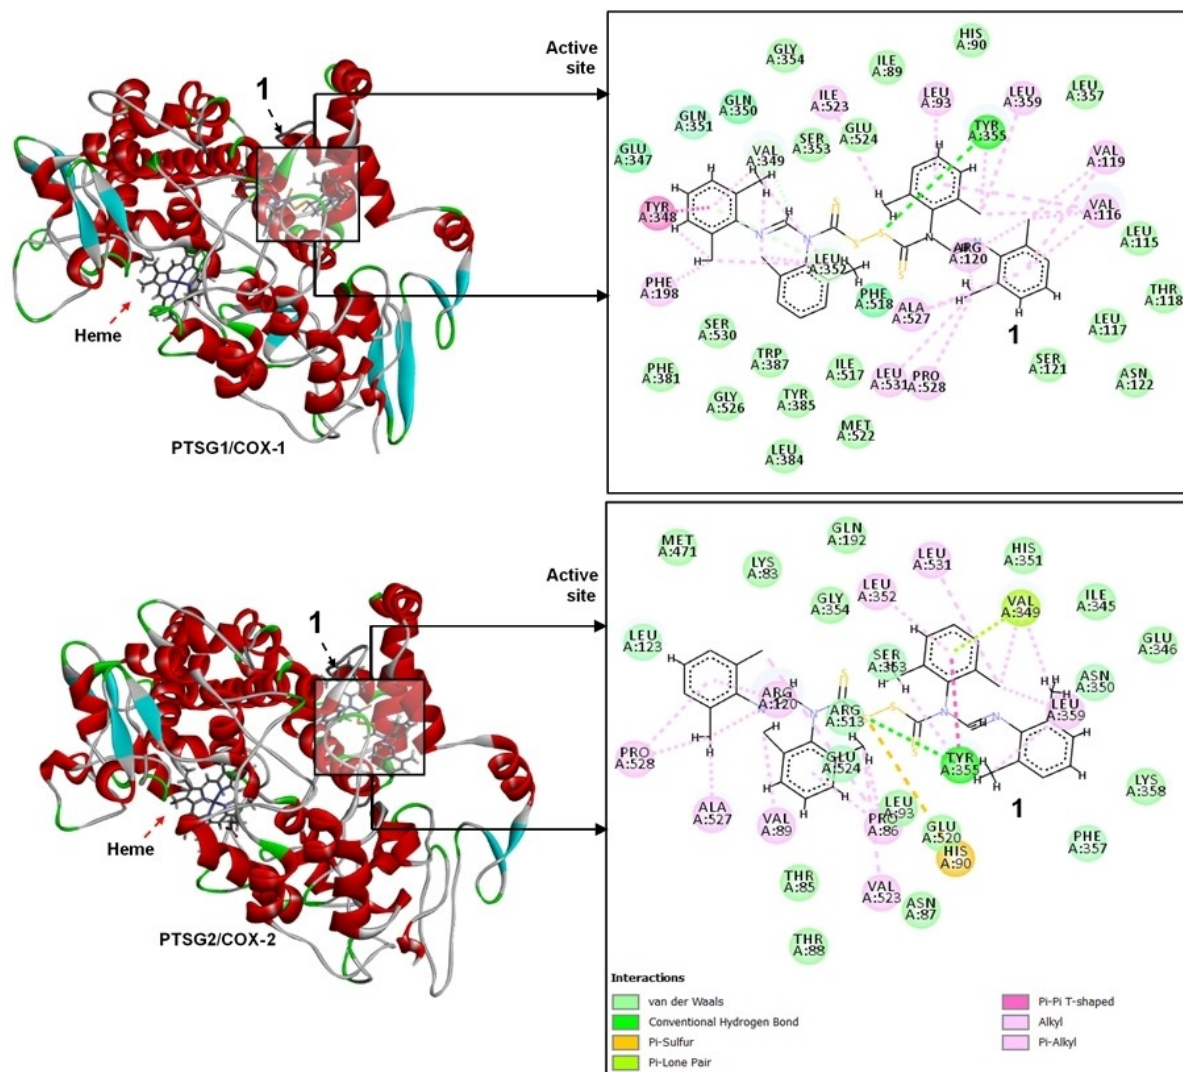 Active
site
1
Heme
PTSG1/COX-1
HIS
A:90
GLY
A:354
ILE
A:89
ILE
A:523
LEU
A:93
LEU
A:359
LEU
A:357
GLN
A:350
GLN
A:351
SER
A:353
GLU
A:524
TYR
A:355
VAL
A:119
GLU
A:347
VAL
A:349
H
H
H
H
H
H
H
S
H
TYR
A:348
N
N
S
S
H
VAL
A:116
H
H
S
N
ARG
A:120
LEU
A:115
PHE
A:198
LEU
A:352
H
PHE
A:518
ALA
A:527
H
H
THR
A:118
1
LEU
A:117
SER
A:530
PHE
A:381
TRP
A:387
ILE
A:517
LEU
A:531
PRO
A:528
SER
A:121
ASN
A:122
GLY
A:526
TYR
A:385
MET
A:522
LEU
A:384
Active
site
1
Heme
PTSG2/COX-2
MET
A:471
GLN
A:192
LYS
A:83
LEU
A:531
HIS
A:351
LEU
A:352
GLY
A:354
VAL
A:349
ILE
A:345
LEU
A:123
SER
A:353
GLU
A:346
H
H
H
S
ARG
A:120
ASN
A:350
N
N
ARG
A:513
S
N
H
N
LEU
A:359
H
H
S
PRO
A:528
GLU
A:524
TYR
A:355
H
H
LYS
A:358
1
ALA
A:527
VAL
A:89
LEU
A:93
PRO
A:86
GLU
A:520
HIS
A:90
PHE
A:357
THR
A:85
VAL
A:523
ASN
A:87
THR
A:88
Interactions
van der Waals
Conventional Hydrogen Bond
Pi-Sulfur
Pi-Lone Pair
Pi-Pi T-shaped
Alkyl
Pi-Alkyl